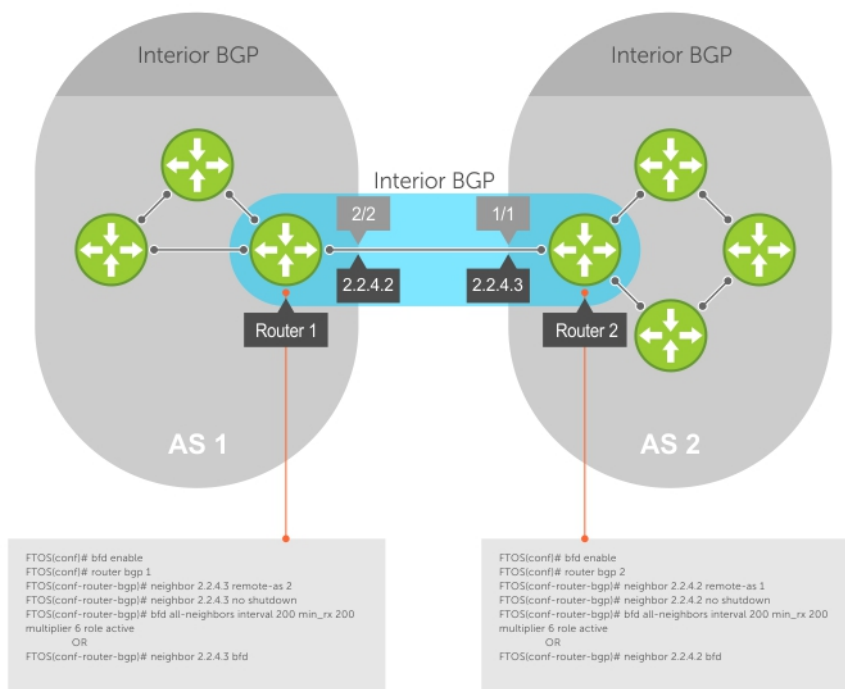 Interior BGP
Interior BGP
Interior BGP
2/2
1/1
2.2.4.2
2.2.4.3
Router 1
Router 2
AS 1
AS 2
FTOS(conf)# bfd enable
FTOS(conf)# router bgp 1
FTOS(conf-router-bgp)# neighbor 2.2.4.3 remote-as 2
FTOS(conf-router-bgp)# neighbor 2.2.4.3 no shutdown
FTOS(conf-router-bgp)# bfd all-neighbors interval 200 min_rx 200
multiplier 6 role active
OR
FTOS(conf-router-bgp)# neighbor 2.2.4.3 bfd
FTOS(conf)# bfd enable
FTOS(conf)# router bgp 2
FTOS(conf-router-bgp)# neighbor 2.2.4.2 remote-as 1
FTOS(conf-router-bgp)# neighbor 2.2.4.2 no shutdown
FTOS(conf-router-bgp)# bfd all-neighbors interval 200 min_rx 200
multiplier 6 role active
OR
FTOS(conf-router-bgp)# neighbor 2.2.4.2 bfd